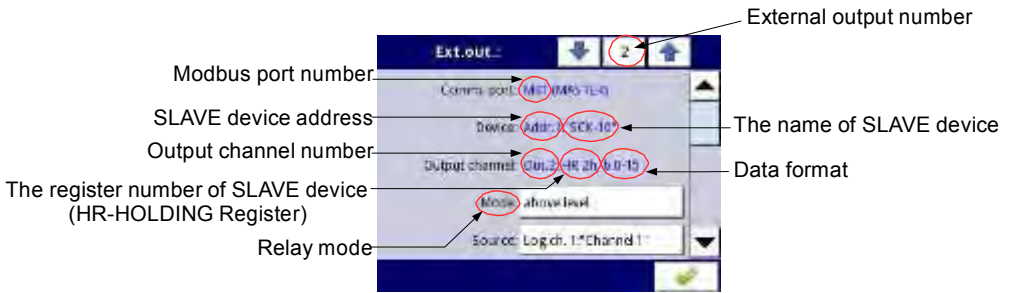 External output number
Ext.out.:
2
Modbus port number
Comm. port: (MASTER)
SLAVE device address
Device: Addr.1: "SCK-10"
The name of SLAVE device
Output channel number
Output channel: Out.2: HR 2h, b.0-15
Data format
The register number of SLAVE device
(HR-HOLDING Register)
Mode: above level
Relay mode
Source: Log.ch. 1:"Channel 1"